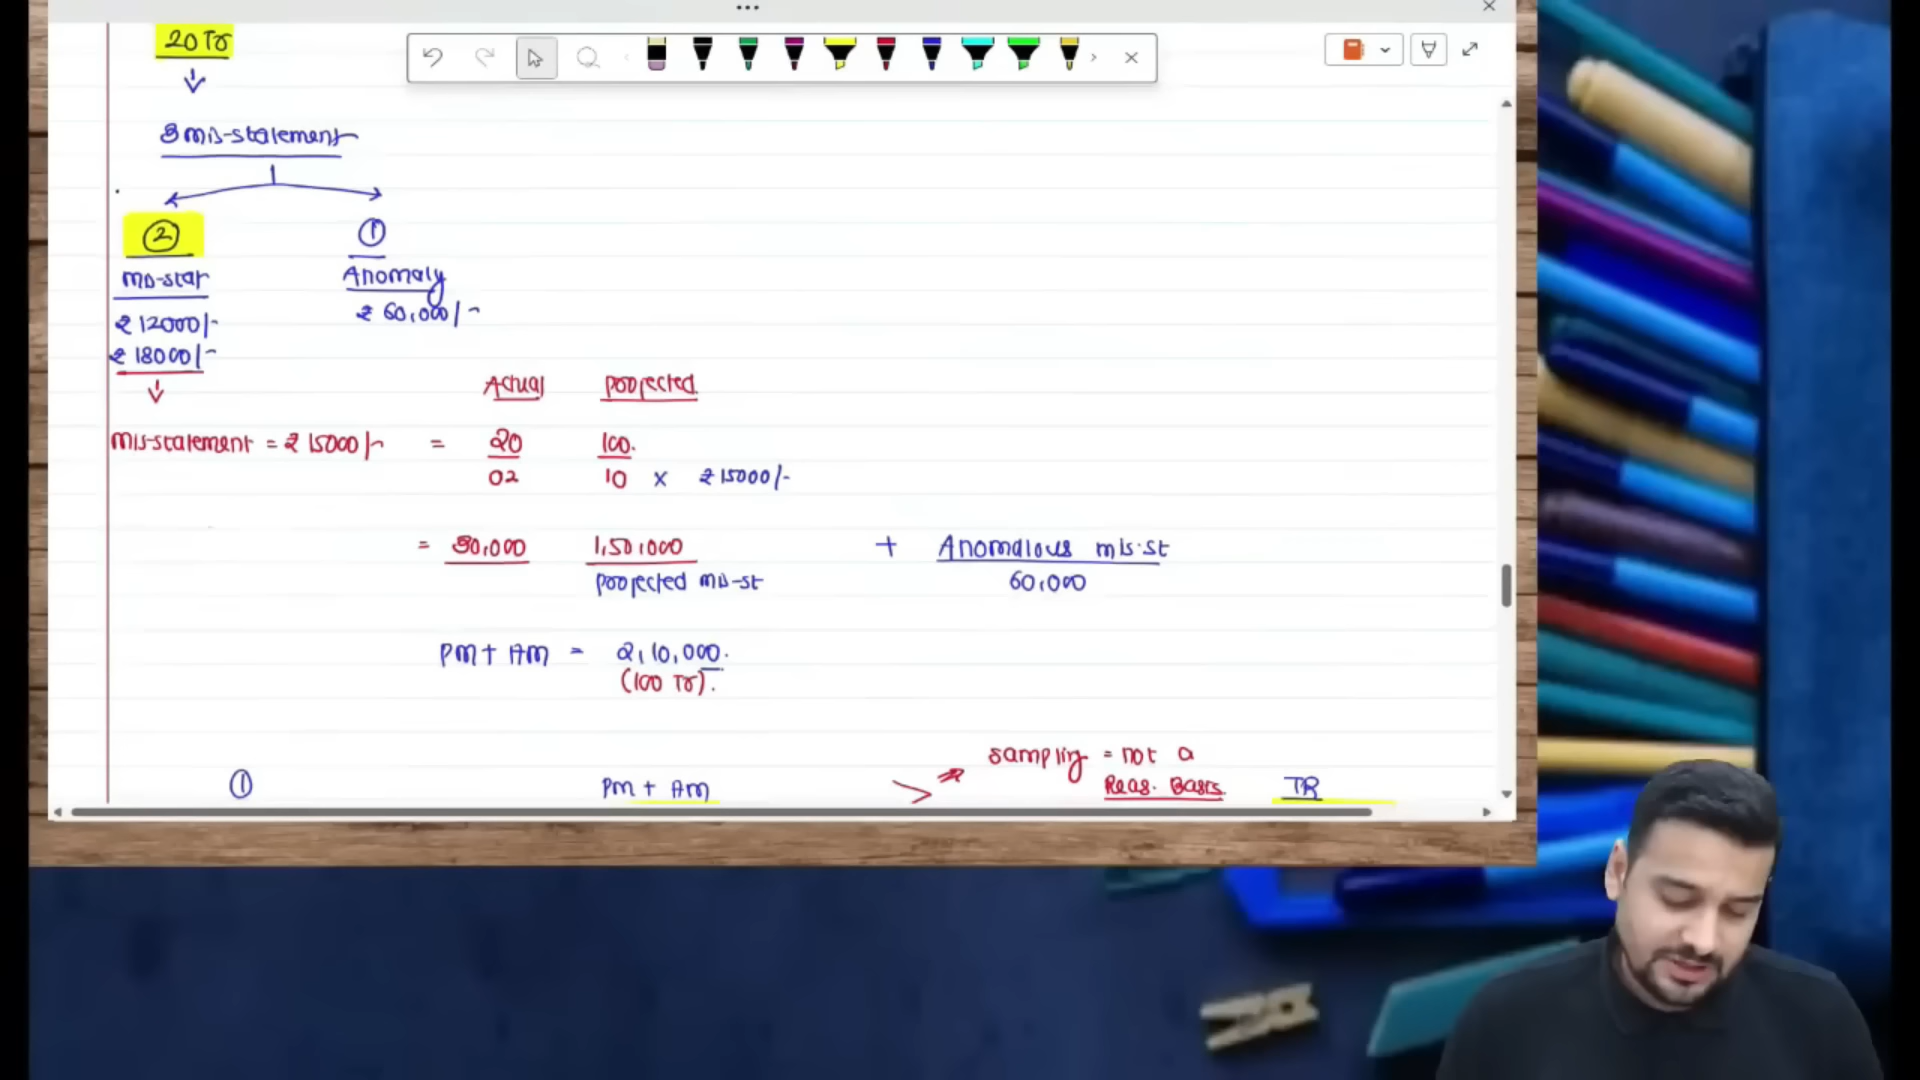 20 Tr
3 mis-statement
2
1
mis-stat
Anomaly
₹ 12000/-
₹ 60,000/-
₹ 18000/-
Actual projected
mis-statement = ₹ 15000/- = 20 100.
02 10 x ₹ 15000/-
= 30,000 1,50,000 + Anomalous mis.st
projected mis-st 60,000
PM + AM = 2,10,000.
(100 Tr).
sampling = not a
1 PM + AM Reas. Basis. TR